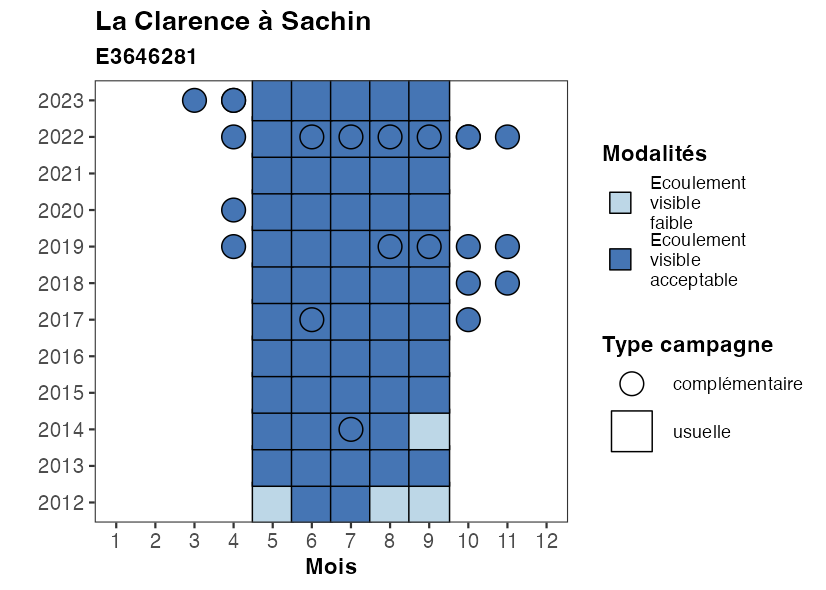 La Clarence à Sachin
E3646281
2023
2022
2021
2020
2019
2018
2017
2016
2015
2014
2013
2012
1 2 3 4 5 6 7 8 9 10 11 12
Mois
Modalités
Ecoulement
visible
faible
Ecoulement
visible
acceptable
Type campagne
complémentaire
usuelle